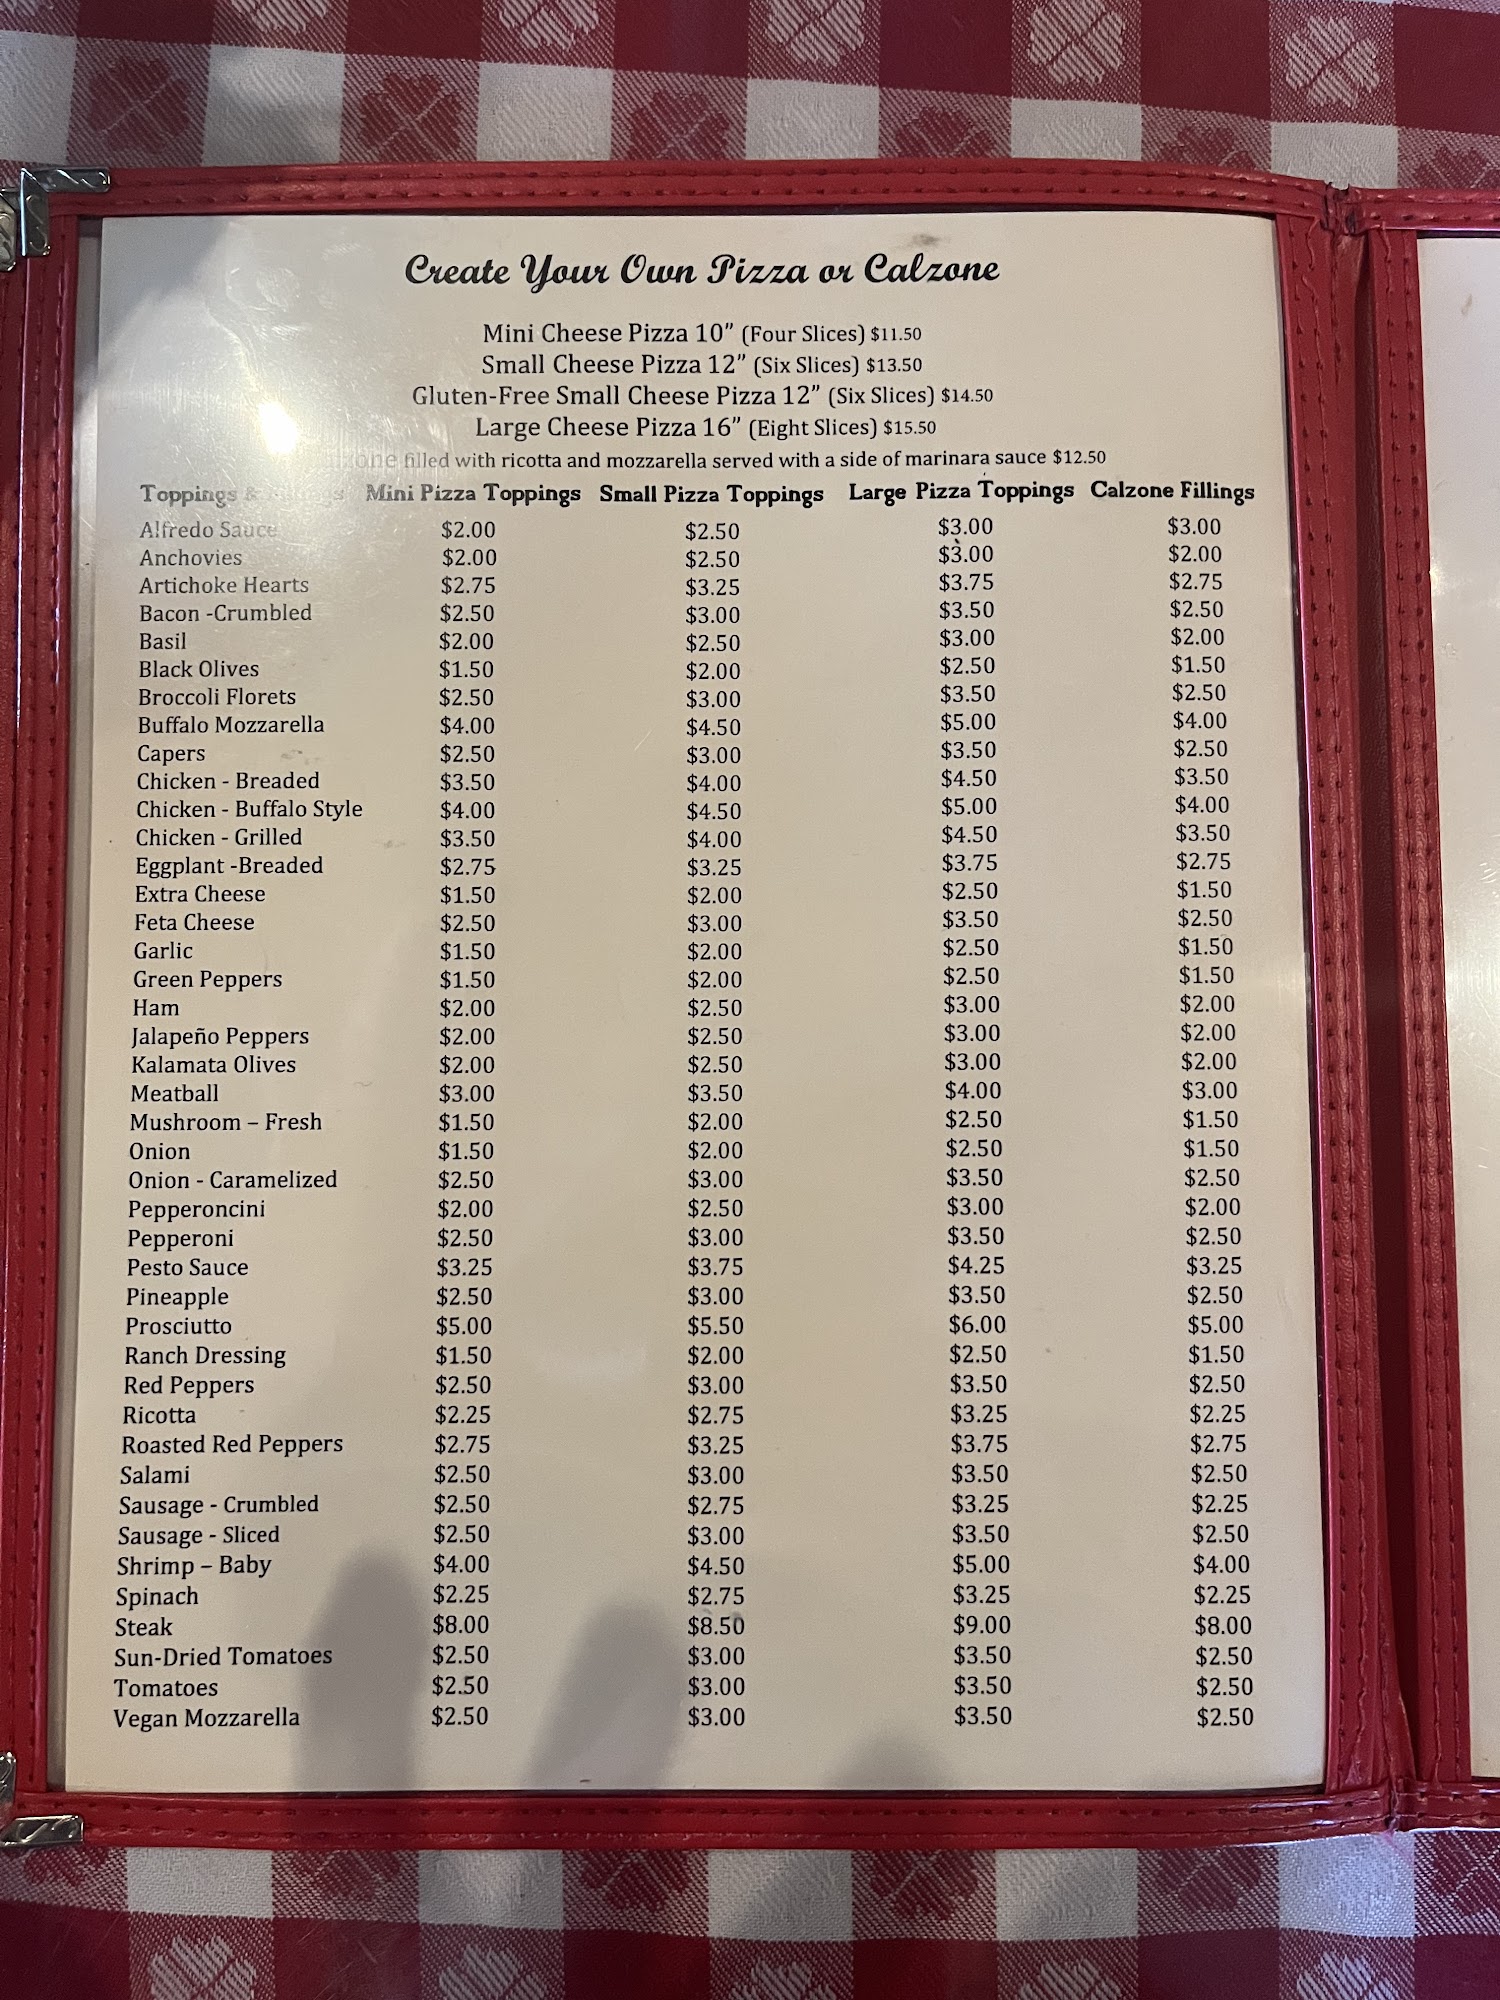 Create Your Own Pizza or Calzone
Mini Cheese Pizza 10” (Four Slices) $11.50
Small Cheese Pizza 12” (Six Slices) $13.50
Gluten-Free Small Cheese Pizza 12” (Six Slices) $14.50
Large Cheese Pizza 16” (Eight Slices) $15.50
filled with ricotta and mozzarella served with a side of marinara sauce $12.50
Toppings & Mini Pizza Toppings Small Pizza Toppings Large Pizza Toppings Calzone Fillings
Alfredo Sauce $2.00 $2.50 $3.00 $3.00
Anchovies $2.00 $2.50 $3.00 $2.00
Artichoke Hearts $2.75 $3.25 $3.75 $2.75
Bacon -Crumbled $2.50 $3.00 $3.50 $2.50
Basil $2.00 $2.50 $3.00 $2.00
Black Olives $1.50 $2.00 $2.50 $1.50
Broccoli Florets $2.50 $3.00 $3.50 $2.50
Buffalo Mozzarella $4.00 $4.50 $5.00 $4.00
Capers $2.50 $3.00 $3.50 $2.50
Chicken - Breaded $3.50 $4.00 $4.50 $3.50
Chicken - Buffalo Style $4.00 $4.50 $5.00 $4.00
Chicken - Grilled $3.50 $4.00 $4.50 $3.50
Eggplant -Breaded $2.75 $3.25 $3.75 $2.75
Extra Cheese $1.50 $2.00 $2.50 $1.50
Feta Cheese $2.50 $3.00 $3.50 $2.50
Garlic $1.50 $2.00 $2.50 $1.50
Green Peppers $1.50 $2.00 $2.50 $1.50
Ham $2.00 $2.50 $3.00 $2.00
Jalapeño Peppers $2.00 $2.50 $3.00 $2.00
Kalamata Olives $2.00 $2.50 $3.00 $2.00
Meatball $3.00 $3.50 $4.00 $3.00
Mushroom – Fresh $1.50 $2.00 $2.50 $1.50
Onion $1.50 $2.00 $2.50 $1.50
Onion - Caramelized $2.50 $3.00 $3.50 $2.50
Pepperoncini $2.00 $2.50 $3.00 $2.00
Pepperoni $2.50 $3.00 $3.50 $2.50
Pesto Sauce $3.25 $3.75 $4.25 $3.25
Pineapple $2.50 $3.00 $3.50 $2.50
Prosciutto $5.00 $5.50 $6.00 $5.00
Ranch Dressing $1.50 $2.00 $2.50 $1.50
Red Peppers $2.50 $3.00 $3.50 $2.50
Ricotta $2.25 $2.75 $3.25 $2.25
Roasted Red Peppers $2.75 $3.25 $3.75 $2.75
Salami $2.50 $3.00 $3.50 $2.50
Sausage - Crumbled $2.50 $2.75 $3.25 $2.25
Sausage - Sliced $2.50 $3.00 $3.50 $2.50
Shrimp – Baby $4.00 $4.50 $5.00 $4.00
Spinach $2.25 $2.75 $3.25 $2.25
Steak $8.00 $8.50 $9.00 $8.00
Sun-Dried Tomatoes $2.50 $3.00 $3.50 $2.50
Tomatoes $2.50 $3.00 $3.50 $2.50
Vegan Mozzarella $2.50 $3.00 $3.50 $2.50